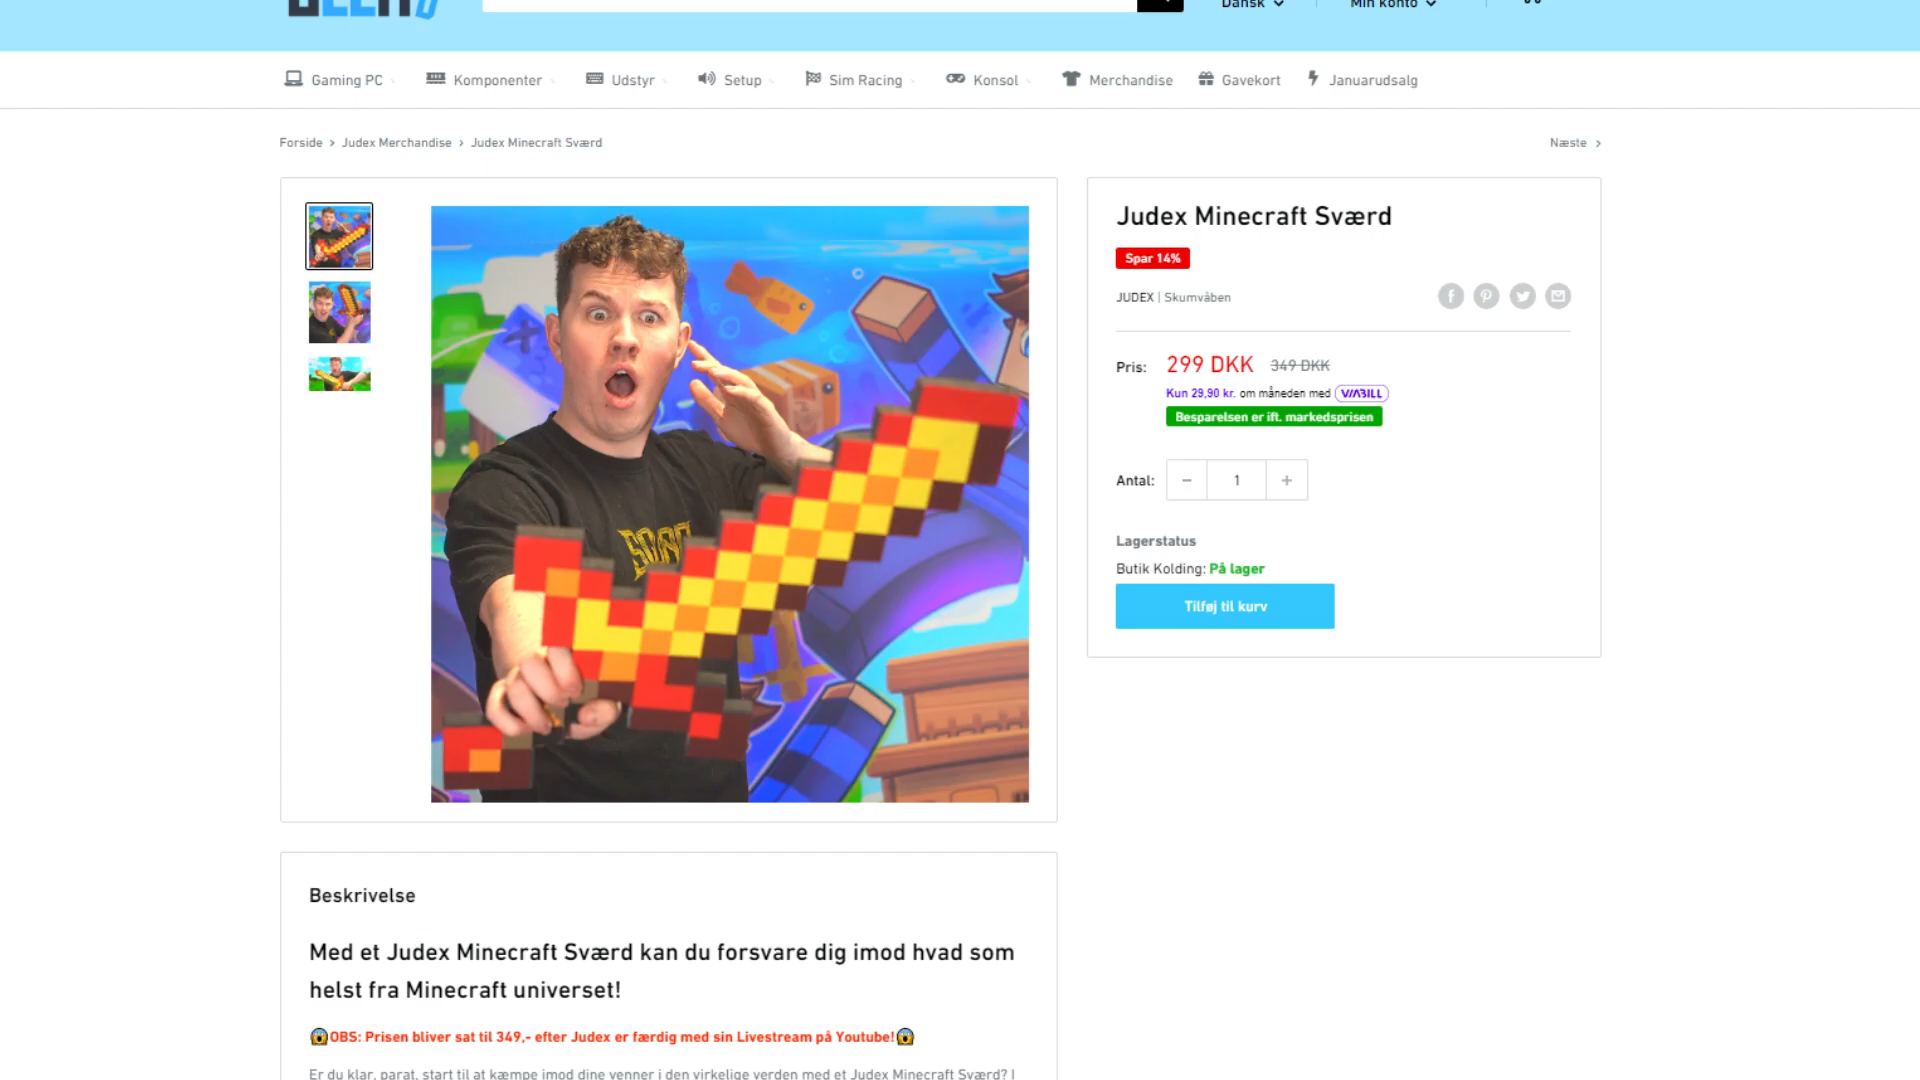 Dansk
Min konto
Gaming PC
Komponenter
Udstyr
Setup
Sim Racing
Konsol
Merchandise
Gavekort
Januarudsalg
Forside > Judex Merchandise > Judex Minecraft Sværd
Næste >
Judex Minecraft Sværd
Spar 14%
JUDEX | Skumvåben
Pris: 299 DKK 349 DKK
Kun 29,90 kr. om måneden med VIABILL
Besparelsen er ift. markedsprisen
Antal: − 1 +
Lagerstatus
Butik Kolding: På lager
Tilføj til kurv
Beskrivelse
Med et Judex Minecraft Sværd kan du forsvare dig imod hvad som
helst fra Minecraft universet!
😱OBS: Prisen bliver sat til 349,- efter Judex er færdig med sin Livestream på Youtube!😱
Er du klar, parat, start til at kæmpe imod dine venner i den virkelige verden med et Judex Minecraft Sværd? I